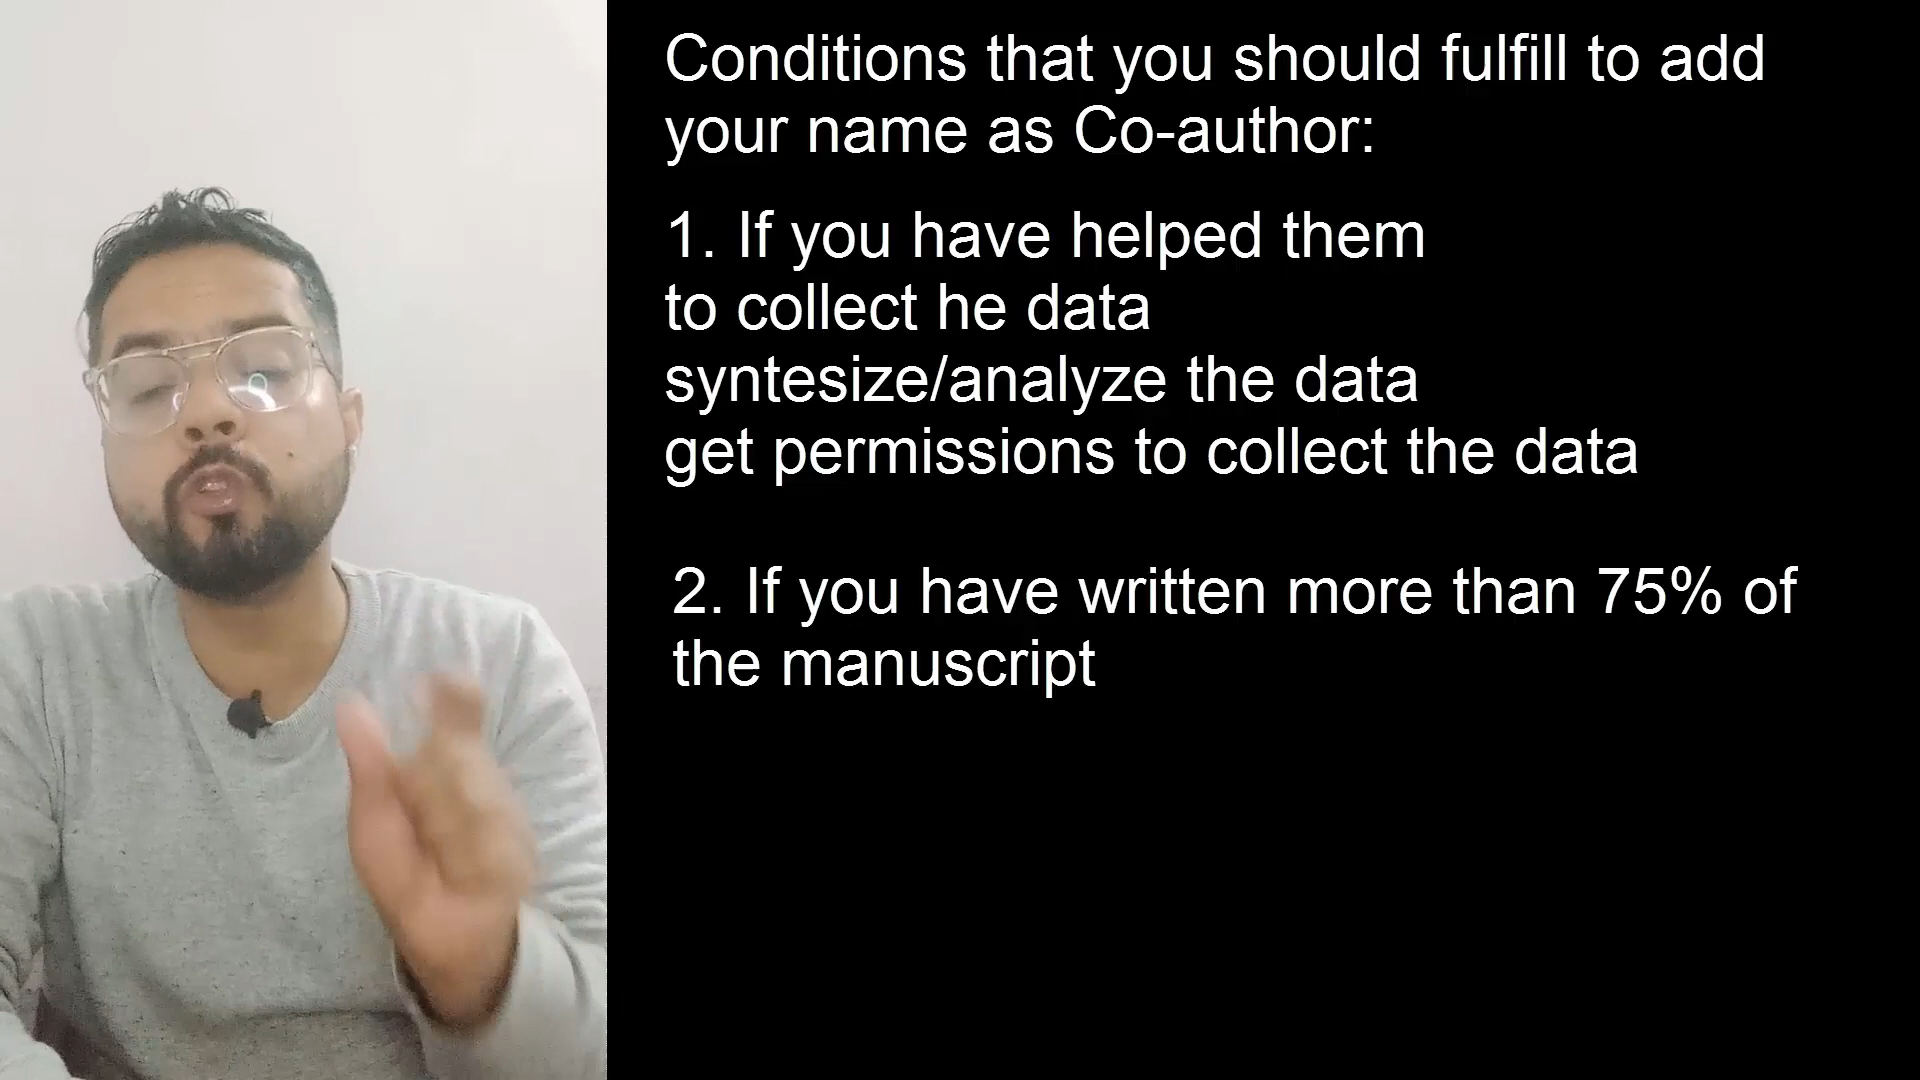 Conditions that you should fulfill to add
your name as Co-author:
1. If you have helped them
to collect he data
syntesize/analyze the data
get permissions to collect the data
2. If you have written more than 75% of
the manuscript